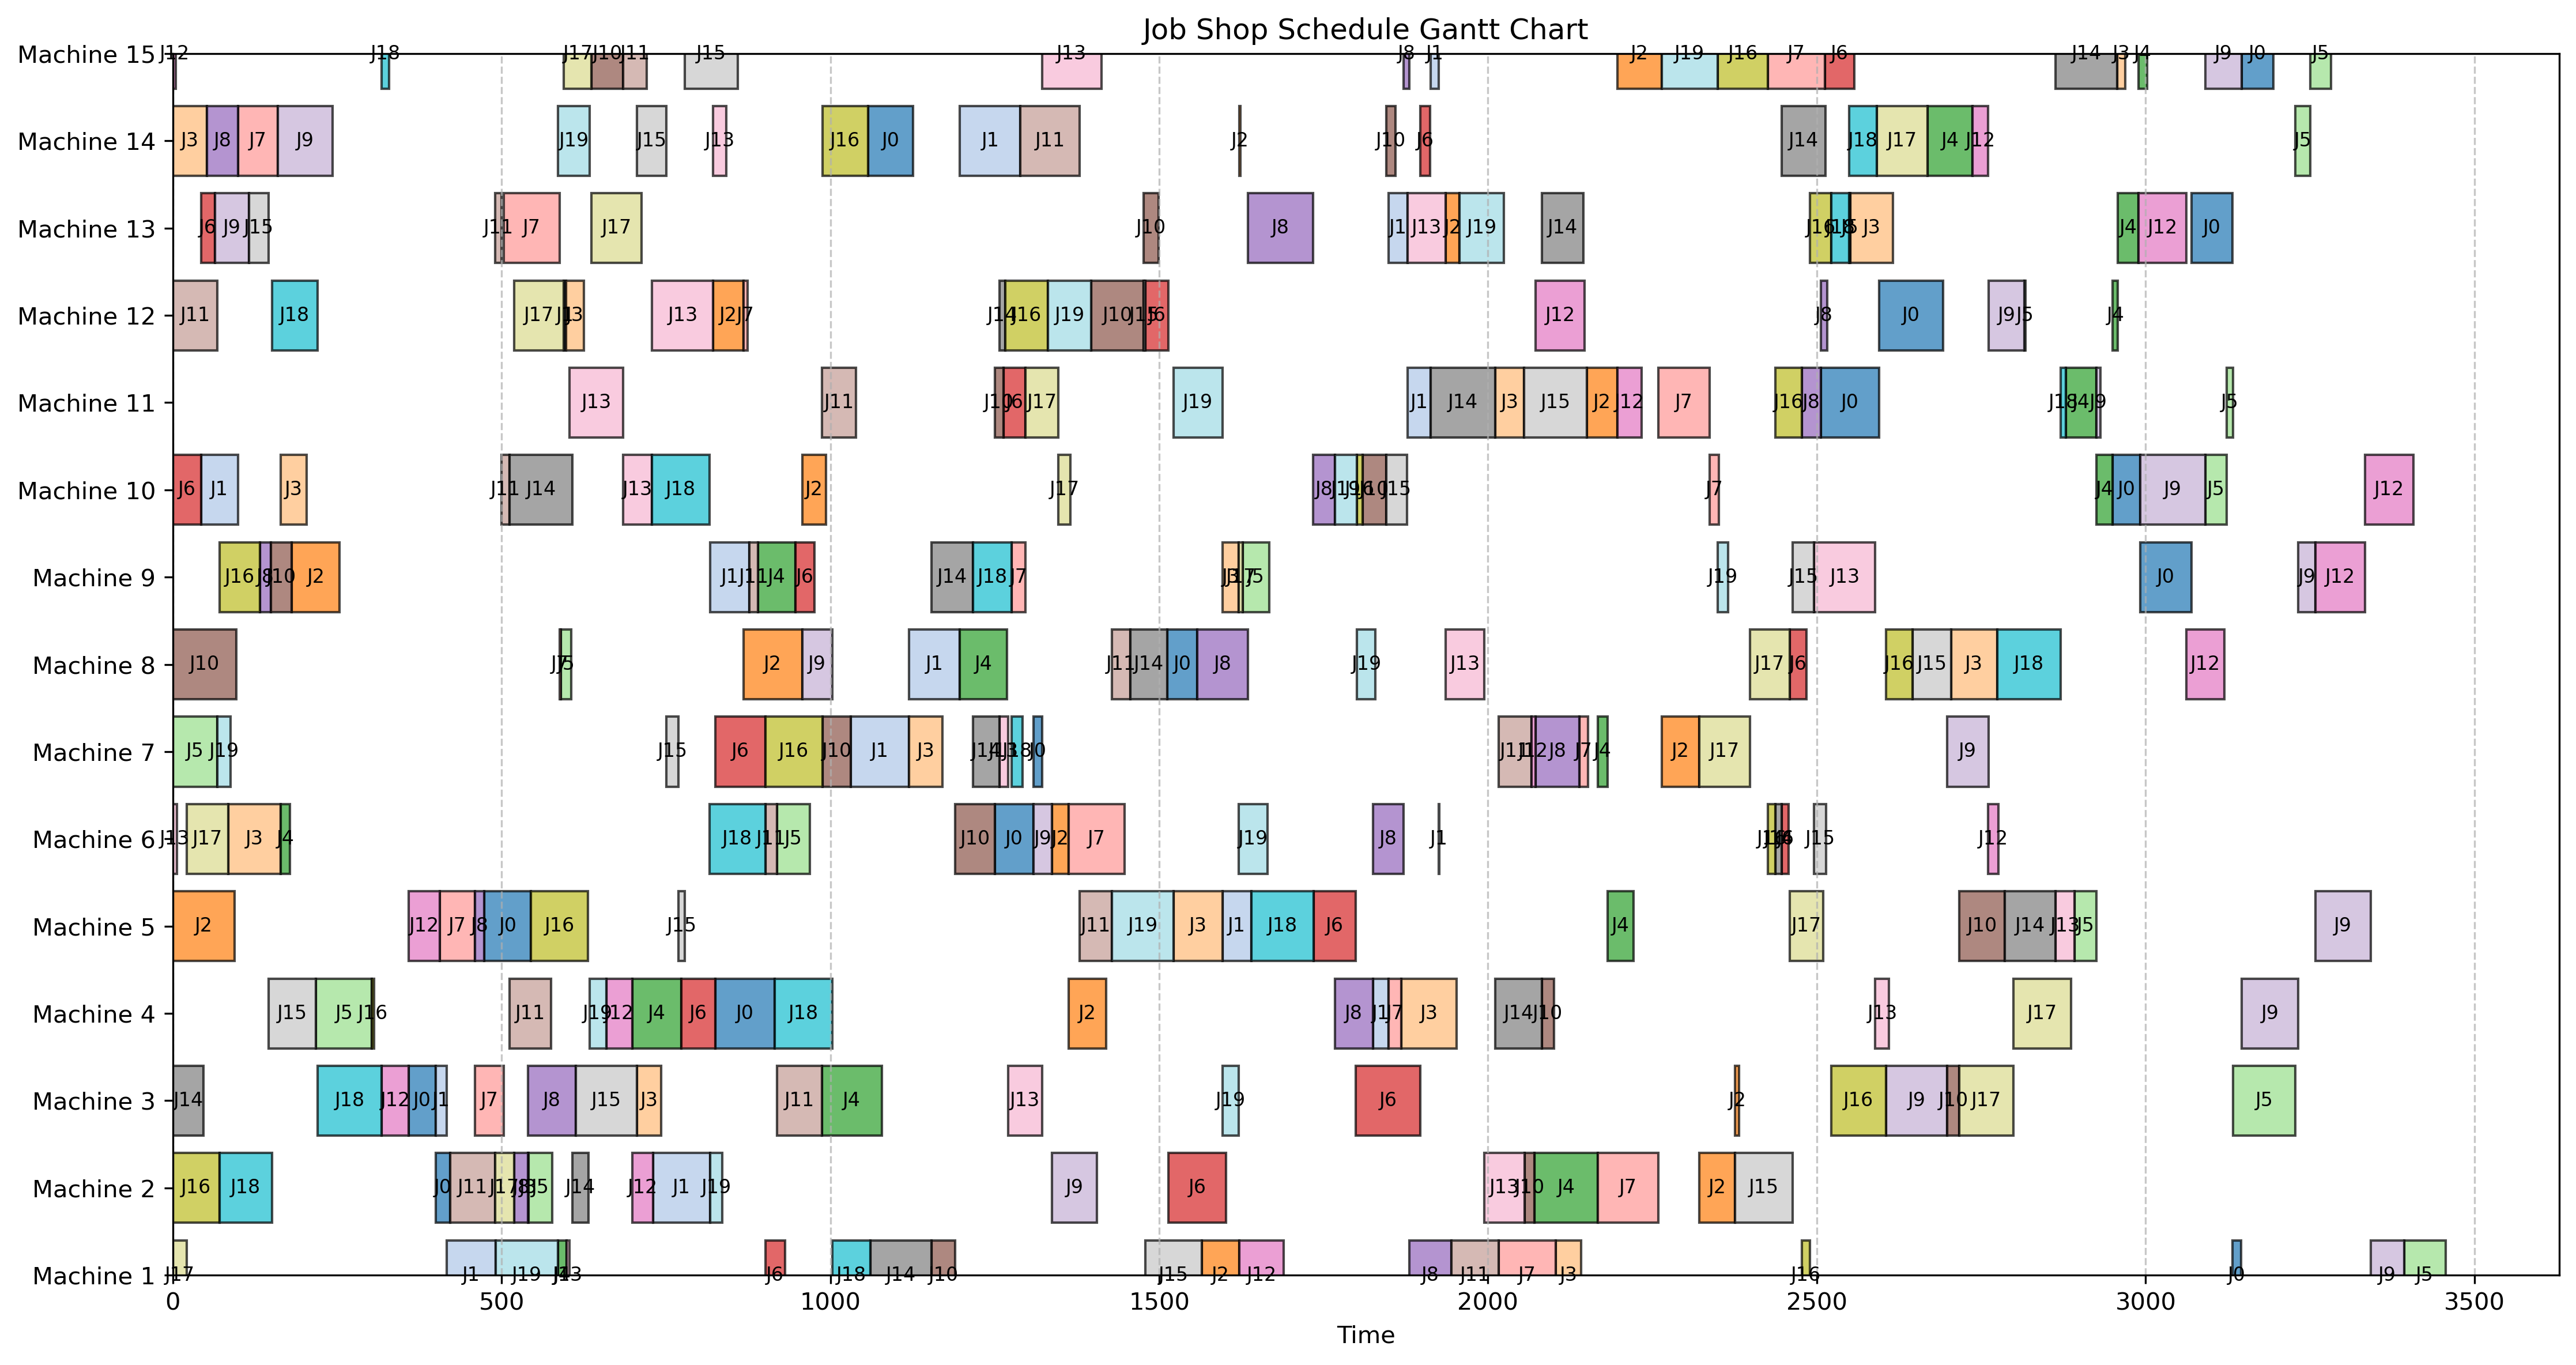 Job Shop Schedule Gantt Chart
Machine 15 J12 J18 J17 J10 J11 J15 J13 J8 J1 J2 J19 J16 J7 J6 J14 J3 J4 J9 J0 J5
Machine 14 J3 J8 J7 J9 J19 J15 J13 J16 J0 J1 J11 J2 J10 J6 J14 J18 J17 J4 J12 J5
Machine 13 J6 J9 J15 J11 J7 J17 J10 J8 J1 J13 J2 J19 J14 J16 J18 J5 J3 J4 J12 J0
Machine 12 J11 J18 J17 J3 J13 J2 J7 J14 J16 J19 J10 J15 J6 J12 J8 J0 J9 J5 J4
Machine 11 J13 J11 J10 J6 J17 J19 J1 J14 J3 J15 J2 J12 J7 J16 J8 J0 J18 J4 J9 J5
Machine 10 J6 J1 J3 J11 J14 J13 J18 J2 J17 J8 J19 J16 J10 J15 J7 J4 J0 J9 J5 J12
Machine 9 J16 J8 J10 J2 J1 J11 J4 J6 J14 J18 J7 J3 J17 J5 J19 J15 J13 J0 J9 J12
Machine 8 J10 J7 J5 J2 J9 J1 J4 J11 J14 J0 J8 J19 J13 J17 J6 J16 J15 J3 J18 J12
Machine 7 J5 J19 J15 J6 J16 J10 J1 J3 J14 J13 J18 J0 J11 J12 J8 J7 J4 J2 J17 J9
Machine 6 J13 J17 J3 J4 J18 J11 J5 J10 J0 J9 J2 J7 J19 J8 J1 J16 J14 J6 J15 J12
Machine 5 J2 J12 J7 J8 J0 J16 J15 J11 J19 J3 J1 J18 J6 J4 J17 J10 J14 J13 J5 J9
Machine 4 J15 J5 J16 J11 J19 J12 J4 J6 J0 J18 J2 J8 J1 J7 J3 J14 J10 J13 J17 J9
Machine 3 J14 J18 J12 J0 J1 J7 J8 J15 J3 J11 J4 J13 J19 J6 J2 J16 J9 J10 J17 J5
Machine 2 J16 J18 J0 J11 J17 J8 J5 J14 J12 J1 J19 J9 J6 J13 J10 J4 J7 J2 J15
Machine 1 J17 J1 J19 J4 J13 J6 J18 J14 J10 J15 J2 J12 J8 J11 J7 J3 J16 J0 J9 J5
0 500 1000 1500 2000 2500 3000 3500
Time